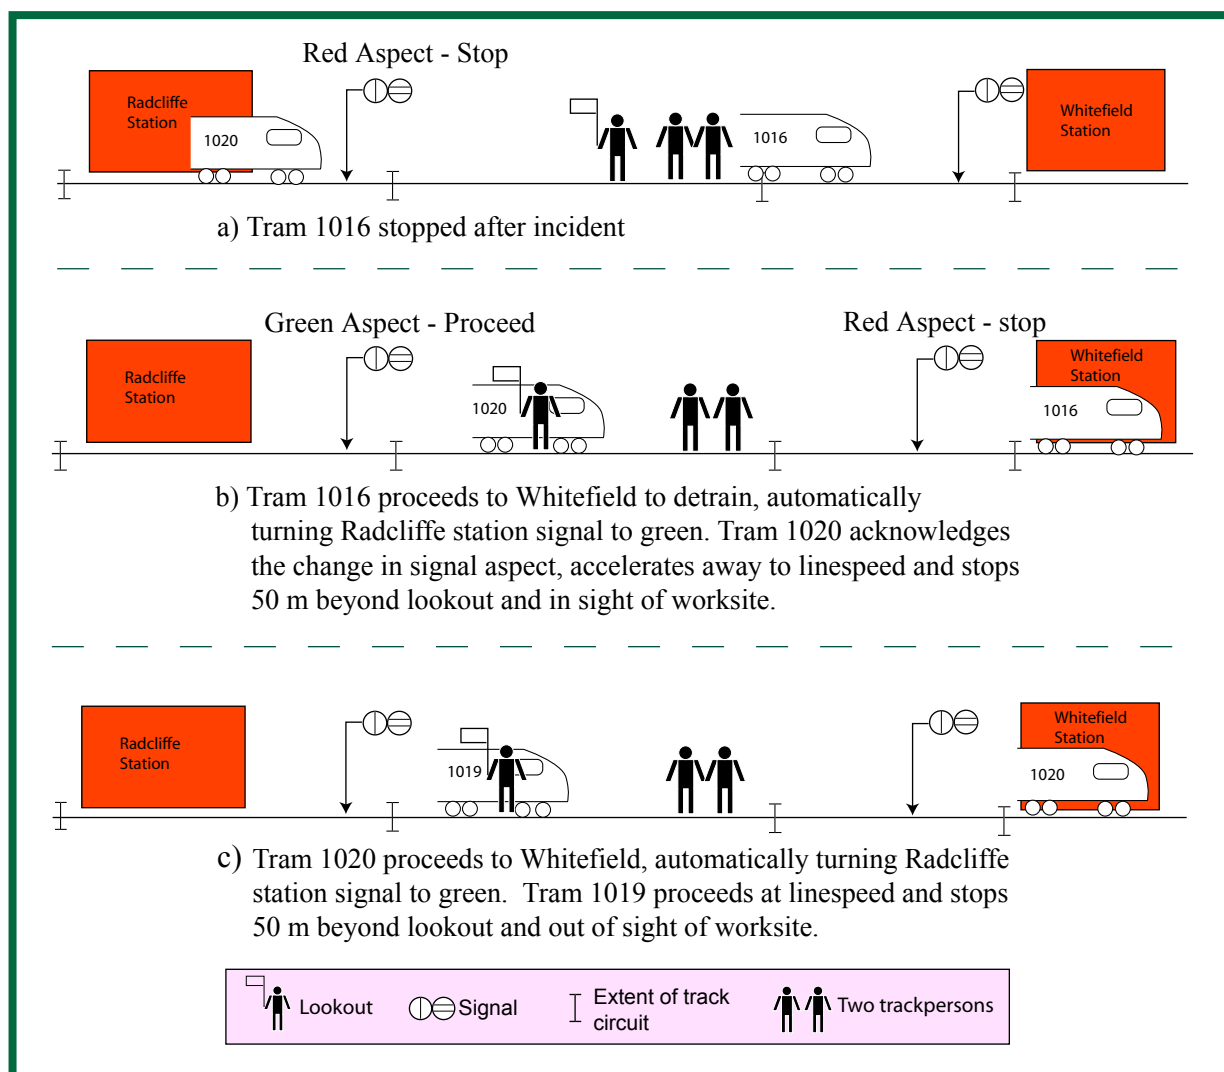 Red Aspect - Stop
Radcliffe
Station
1020
1016
Whitefield
Station
a) Tram 1016 stopped after incident
Green Aspect - Proceed
Red Aspect - stop
Radcliffe
Station
1020
Whitefield
Station
1016
b) Tram 1016 proceeds to Whitefield to detrain, automatically
turning Radcliffe station signal to green. Tram 1020 acknowledges
the change in signal aspect, accelerates away to linespeed and stops
50 m beyond lookout and in sight of worksite.
Radcliffe
Station
1019
Whitefield
Station
1020
c) Tram 1020 proceeds to Whitefield, automatically turning Radcliffe
station signal to green. Tram 1019 proceeds at linespeed and stops
50 m beyond lookout and out of sight of worksite.
Lookout
Signal
Extent of track
circuit
Two trackpersons